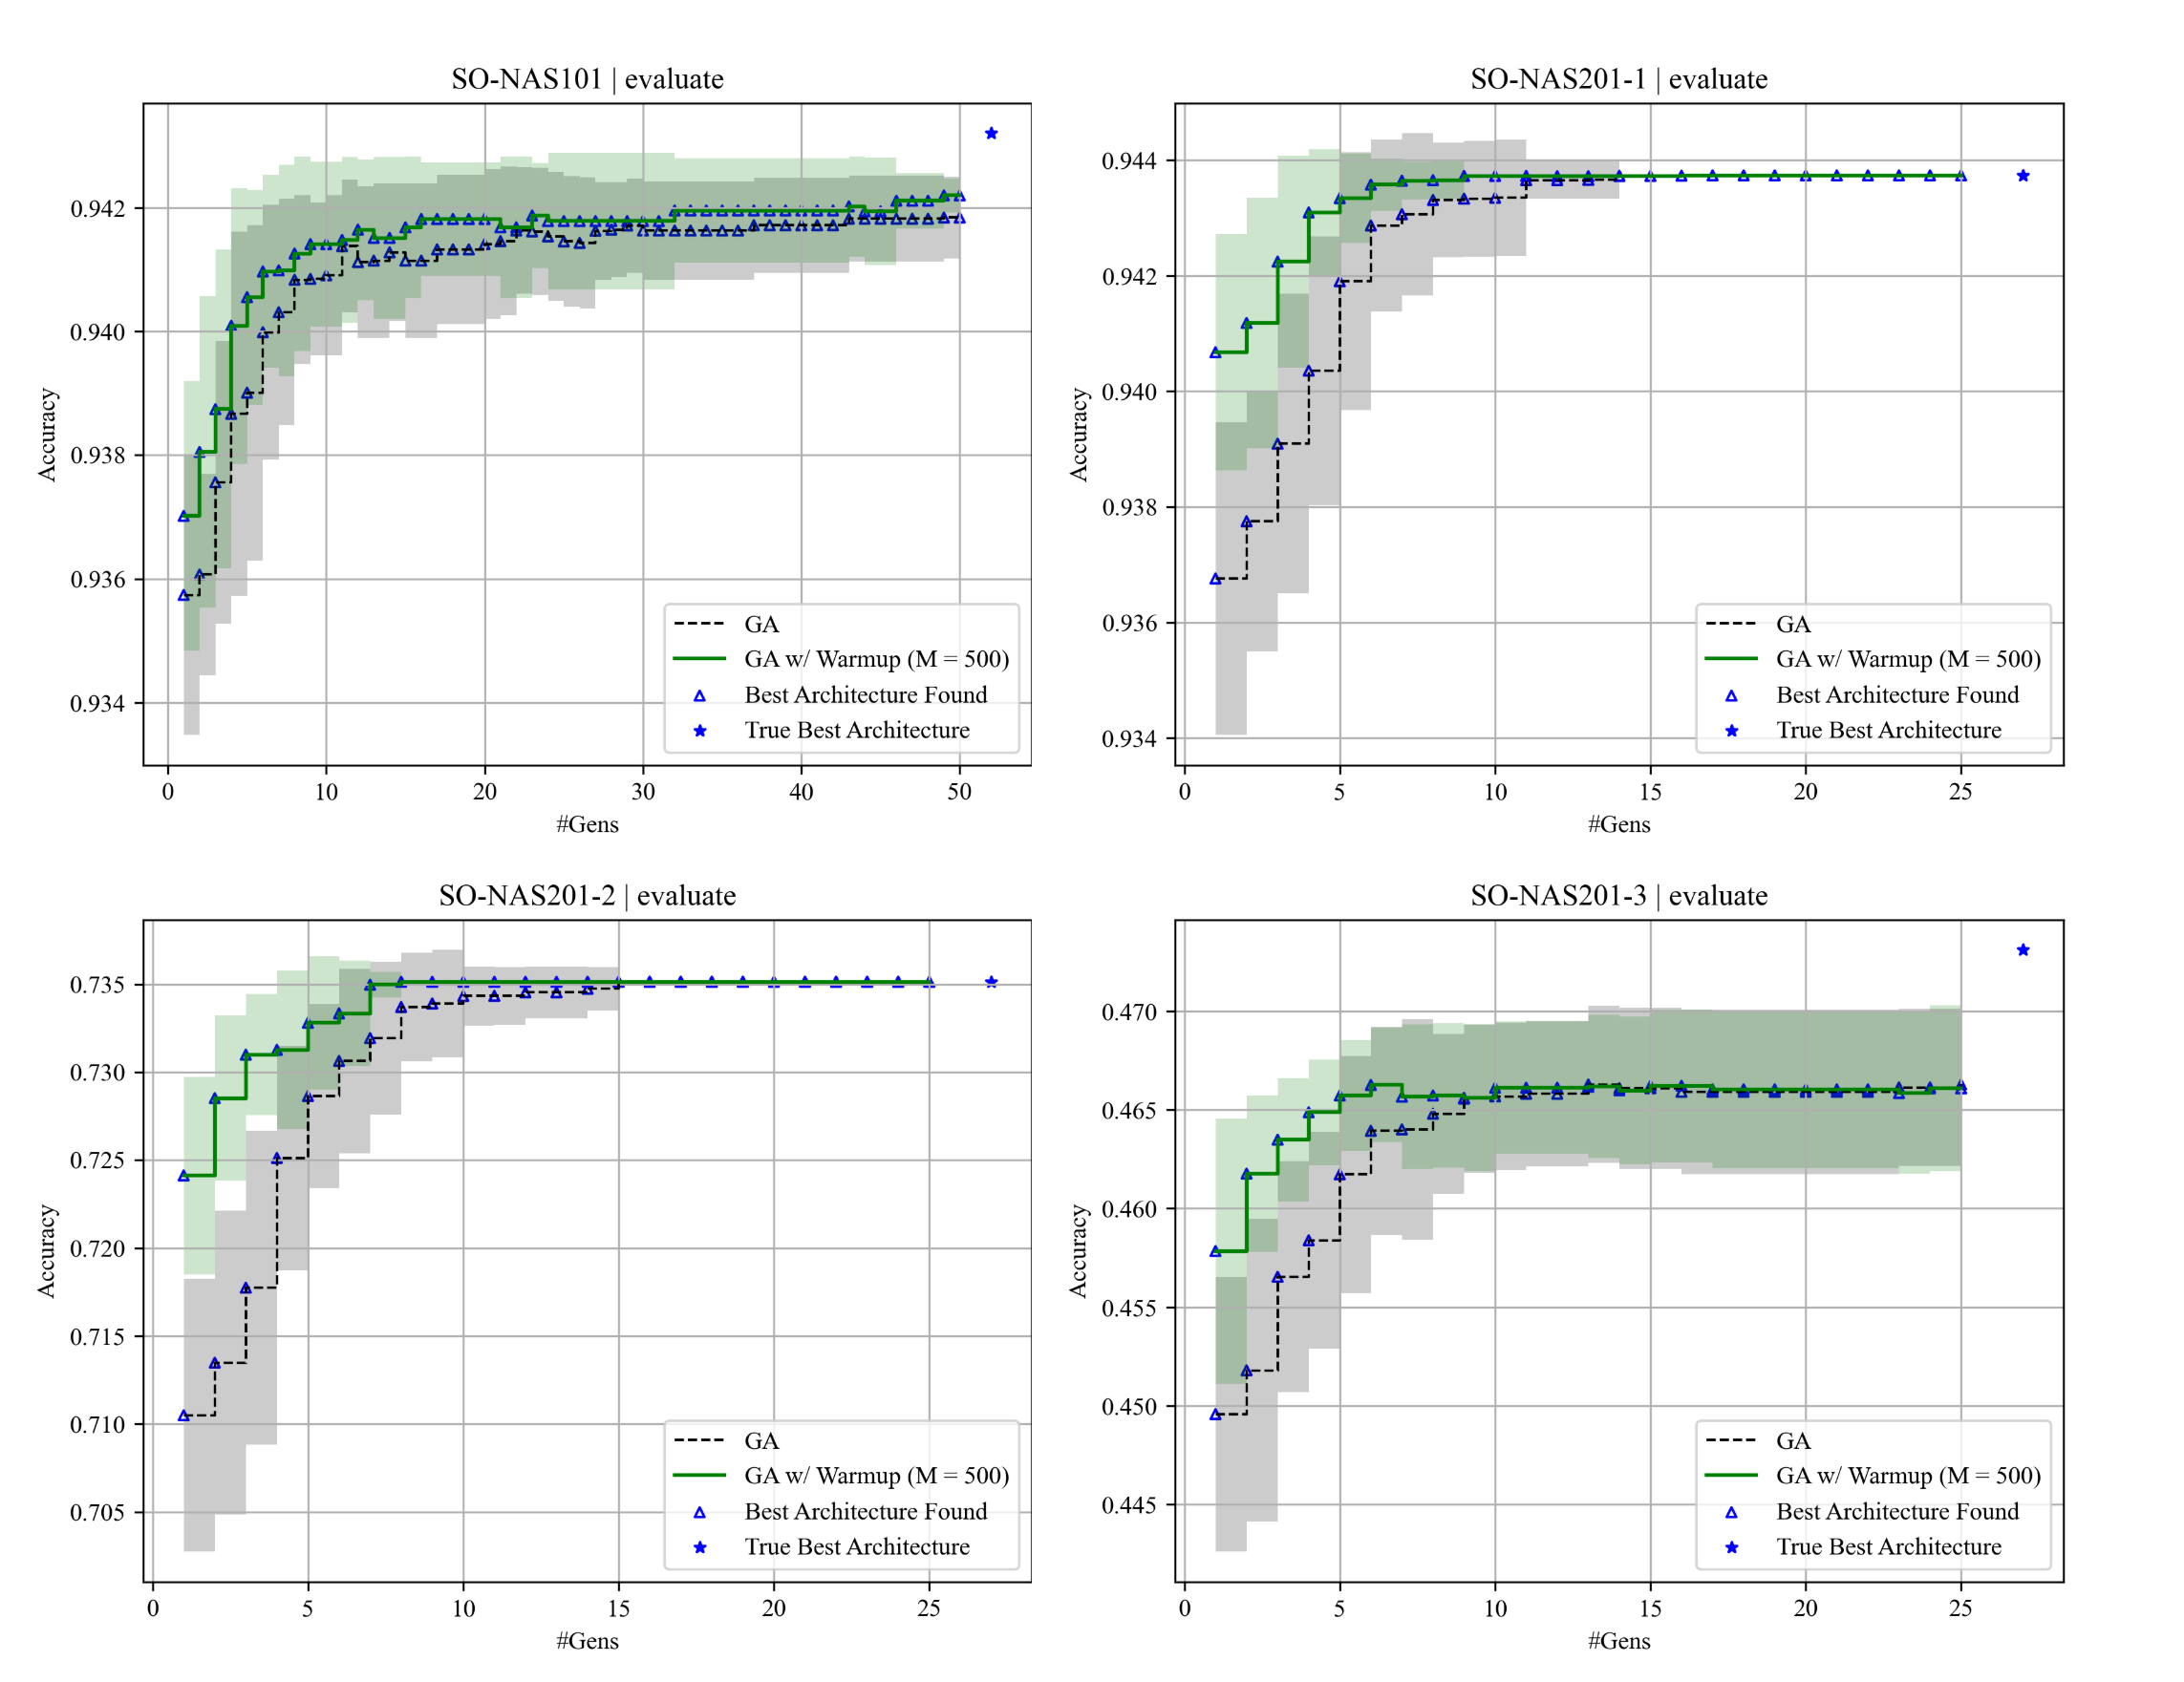 SO-NAS101 | evaluate
0.942
0.940
0.938
0.936
0.934
Accuracy
0
10
20
30
40
50
#Gens
GA
GA w/ Warmup (M = 500)
Best Architecture Found
True Best Architecture
SO-NAS201-1 | evaluate
0.944
0.942
0.940
0.938
0.936
0.934
Accuracy
0
5
10
15
20
25
#Gens
GA
GA w/ Warmup (M = 500)
Best Architecture Found
True Best Architecture
SO-NAS201-2 | evaluate
0.735
0.730
0.725
0.720
0.715
0.710
0.705
Accuracy
0
5
10
15
20
25
#Gens
GA
GA w/ Warmup (M = 500)
Best Architecture Found
True Best Architecture
SO-NAS201-3 | evaluate
0.470
0.465
0.460
0.455
0.450
0.445
Accuracy
0
5
10
15
20
25
#Gens
GA
GA w/ Warmup (M = 500)
Best Architecture Found
True Best Architecture